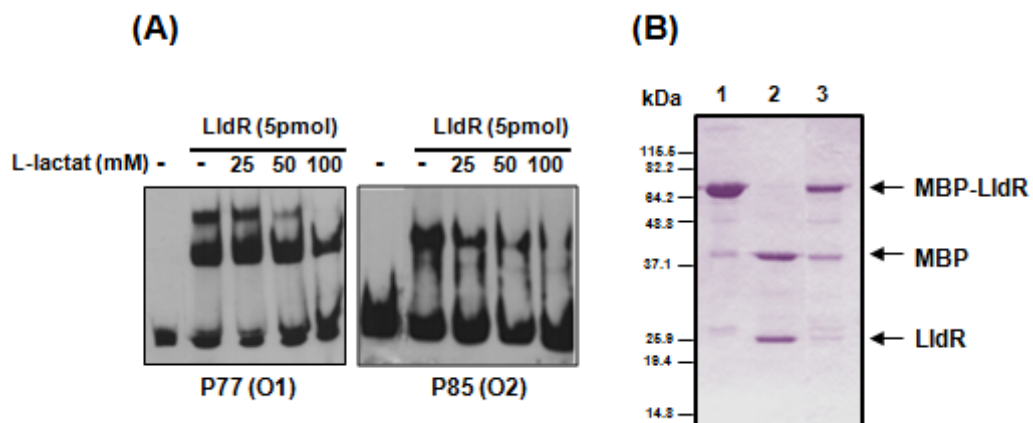 (A)
LldR (5pmol) LldR (5pmol)
L-lactat (mM) - - 25 50 100 - - 25 50 100
P77 (O1) P85 (O2)
(B)
kDa 1 2 3
115.5
82.2
64.2
48.8
37.1
25.9
19.4
14.8
MBP-LldR
MBP
LldR